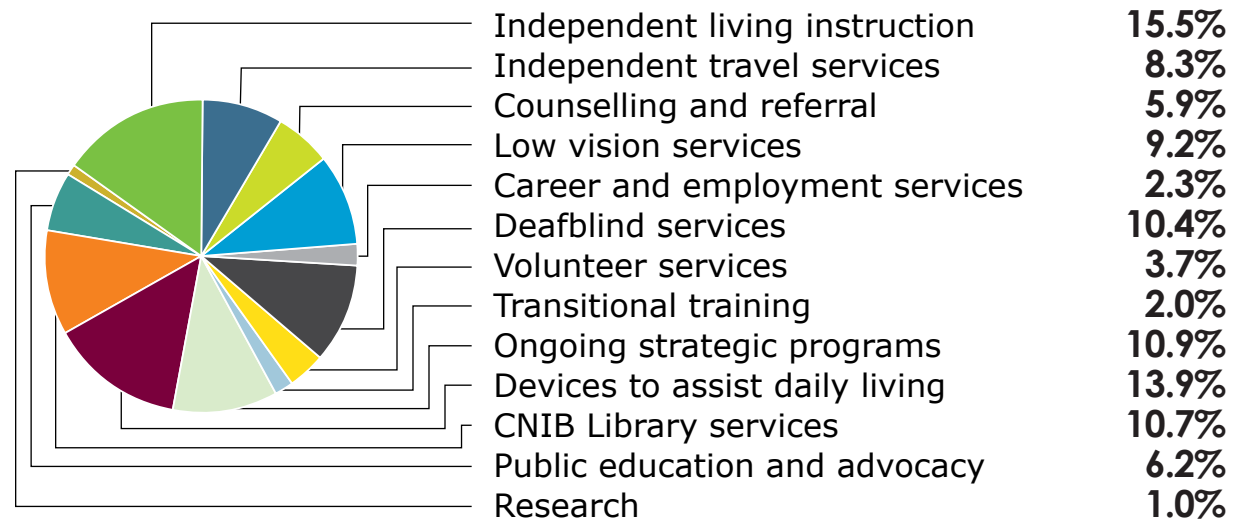 Independent living instruction 15.5%
Independent travel services 8.3%
Counselling and referral 5.9%
Low vision services 9.2%
Career and employment services 2.3%
Deafblind services 10.4%
Volunteer services 3.7%
Transitional training 2.0%
Ongoing strategic programs 10.9%
Devices to assist daily living 13.9%
CNIB Library services 10.7%
Public education and advocacy 6.2%
Research 1.0%